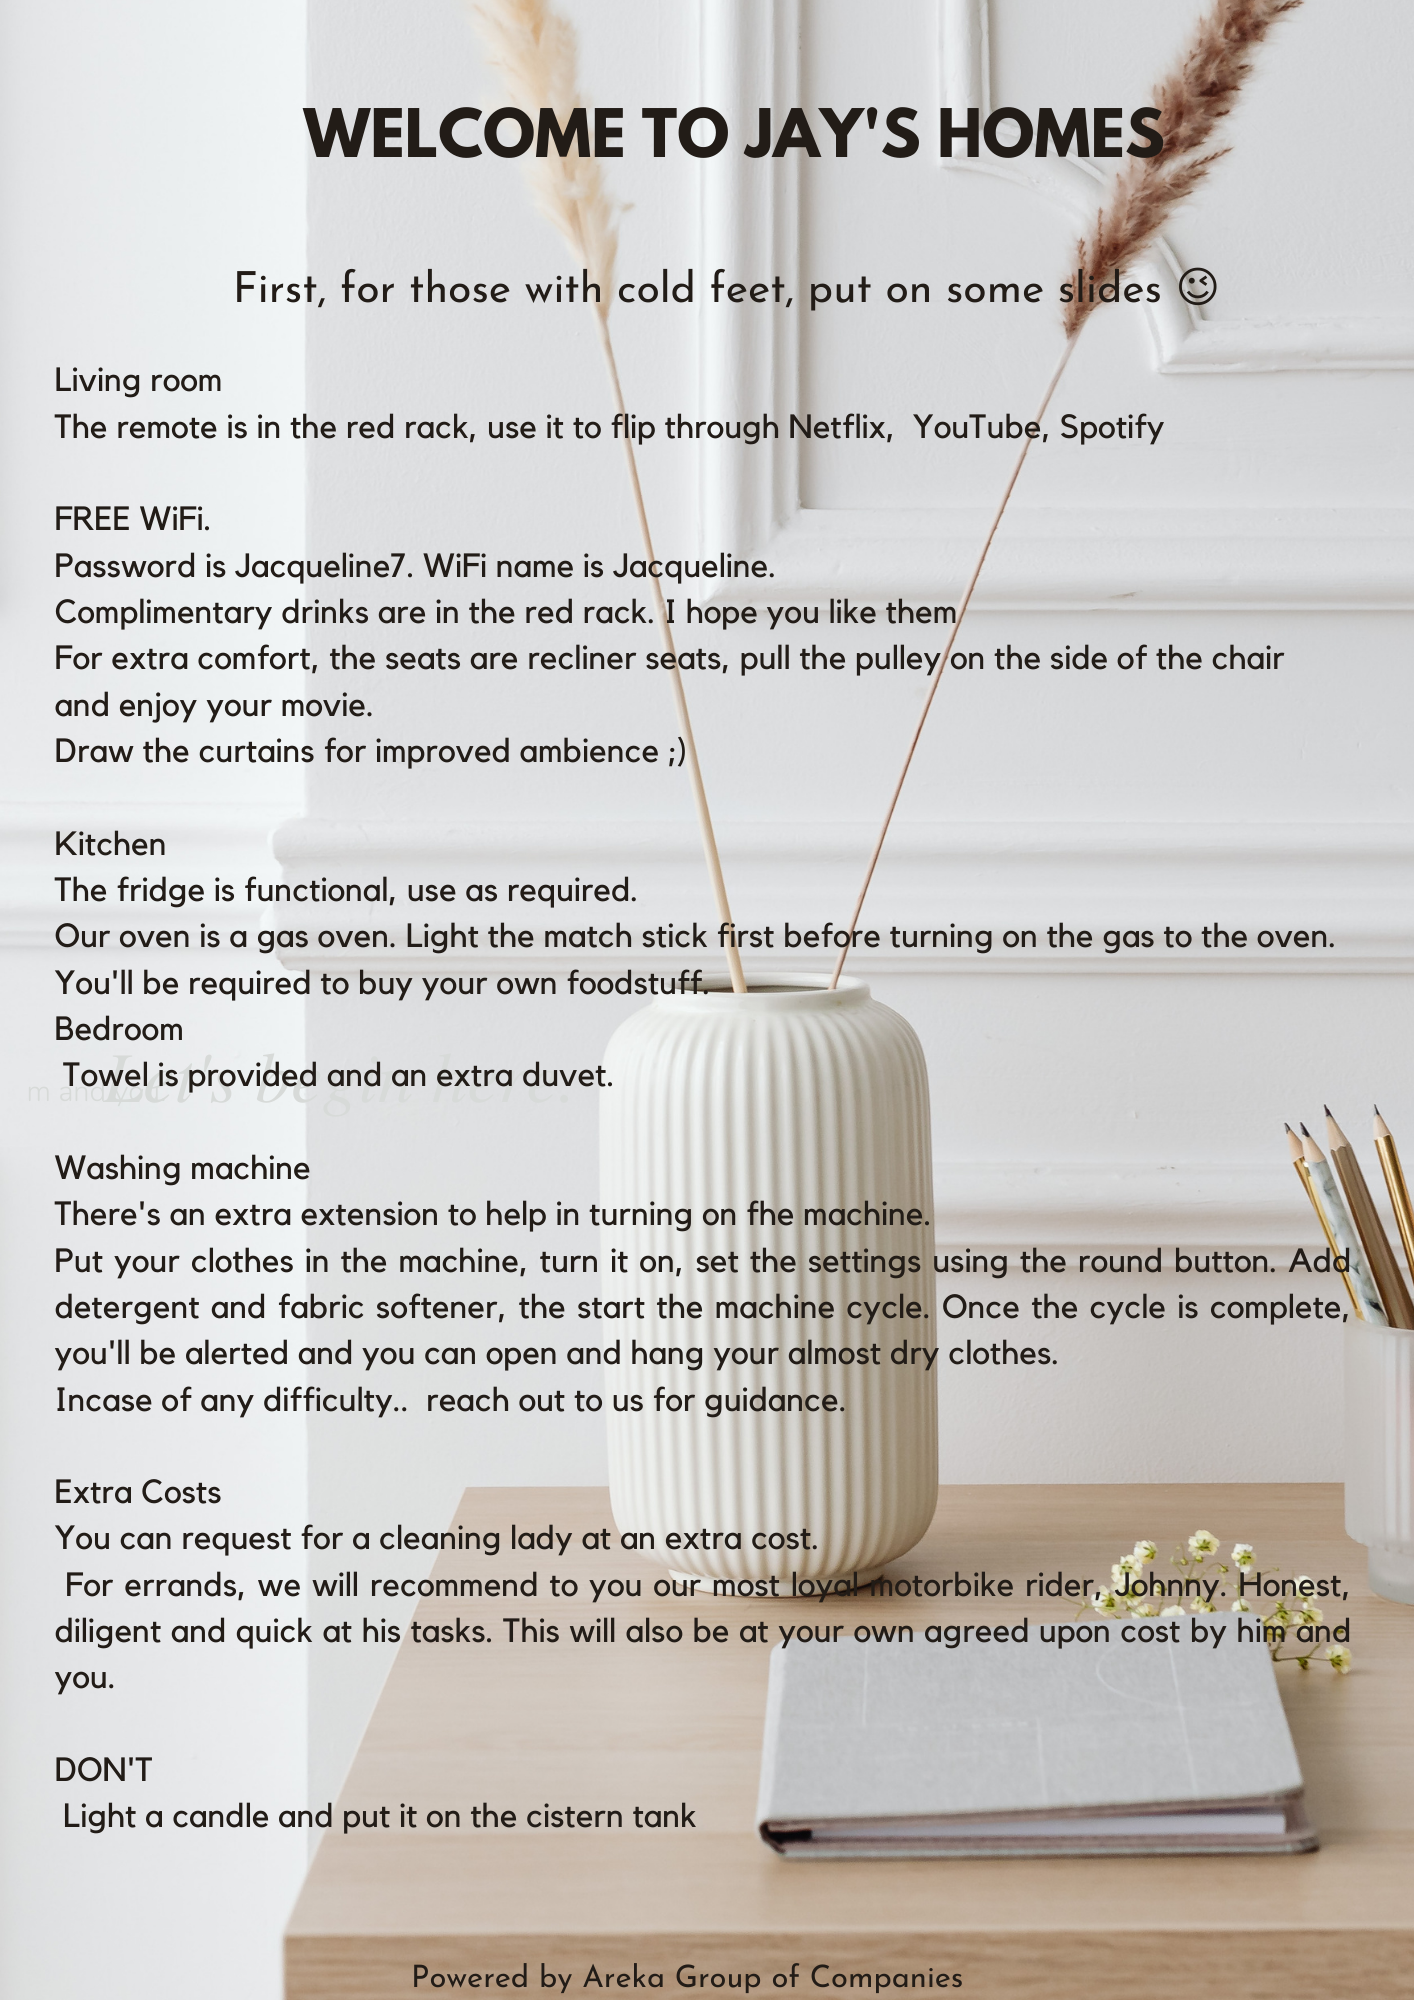 WELCOME TO JAY'S HOMES
First, for those with cold feet, put on some slides 😉
Living room
The remote is in the red rack, use it to flip through Netflix, YouTube, Spotify
FREE WiFi.
Password is Jacqueline7. WiFi name is Jacqueline.
Complimentary drinks are in the red rack. I hope you like them
For extra comfort, the seats are recliner seats, pull the pulley on the side of the chair
and enjoy your movie.
Draw the curtains for improved ambience ;)
Kitchen
The fridge is functional, use as required.
Our oven is a gas oven. Light the match stick first before turning on the gas to the oven.
You'll be required to buy your own foodstuff.
Bedroom
Towel is provided and an extra duvet.
Let's begin here.
m and you
Washing machine
There's an extra extension to help in turning on fhe machine.
Put your clothes in the machine, turn it on, set the settings using the round button. Add
detergent and fabric softener, the start the machine cycle. Once the cycle is complete,
you'll be alerted and you can open and hang your almost dry clothes.
Incase of any difficulty.. reach out to us for guidance.
Extra Costs
You can request for a cleaning lady at an extra cost.
For errands, we will recommend to you our most loyal motorbike rider, Johnny. Honest,
diligent and quick at his tasks. This will also be at your own agreed upon cost by him and
you.
DON'T
Light a candle and put it on the cistern tank
Powered by Areka Group of Companies